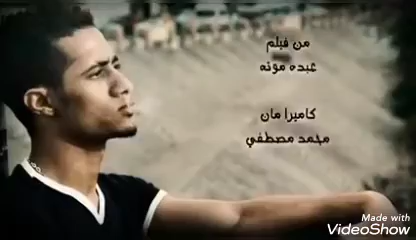 من فيلم
عبده موته
كاميرا مان
محمد مصطفي
Made with
VideoShow